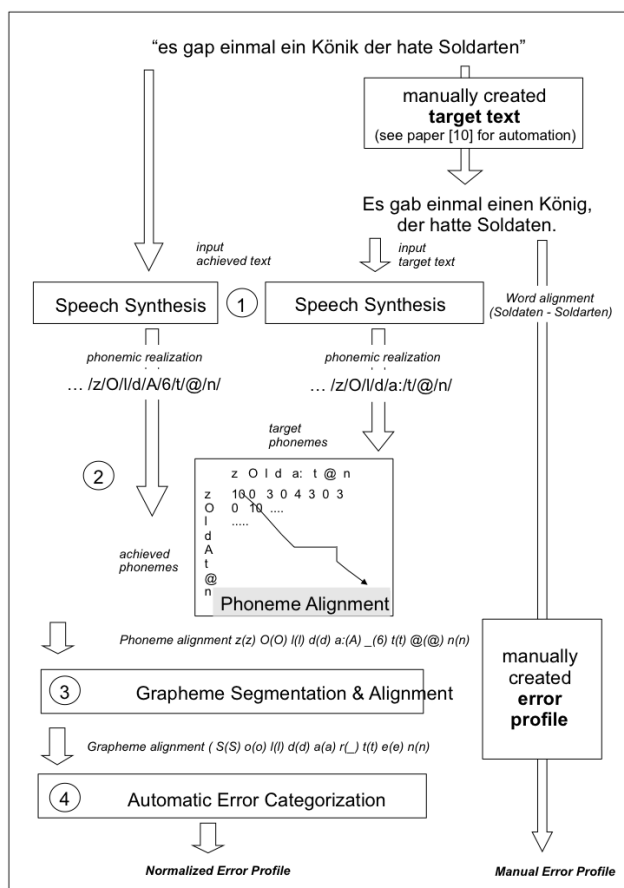 “es gap einmal ein Könik der hate Soldarten”
manually created
target text
(see paper [10] for automation)
Es gab einmal einen König,
der hatte Soldaten.
input
achieved text
input
target text
Speech Synthesis
1
Speech Synthesis
Word alignment
(Soldaten - Soldarten)
phonemic realization
… /z/O/l/d/A/6/t/@/n/
phonemic realization
… /z/O/l/d/a:/t/@/n/
target
phonemes
2
z O l d a: t @ n
z 10 0 3 0 4 3 0 3
O 0 10 ....
l .....
d
A
t
@
n
achieved
phonemes
Phoneme Alignment
Phoneme alignment z(z) O(O) l(l) d(d) a:(A) _(6) t(t) @(@) n(n)
3 Grapheme Segmentation & Alignment
manually
created
error
profile
Grapheme alignment ( S(S) o(o) l(l) d(d) a(a) r(_) t(t) e(e) n(n)
4 Automatic Error Categorization
Normalized Error Profile
Manual Error Profile